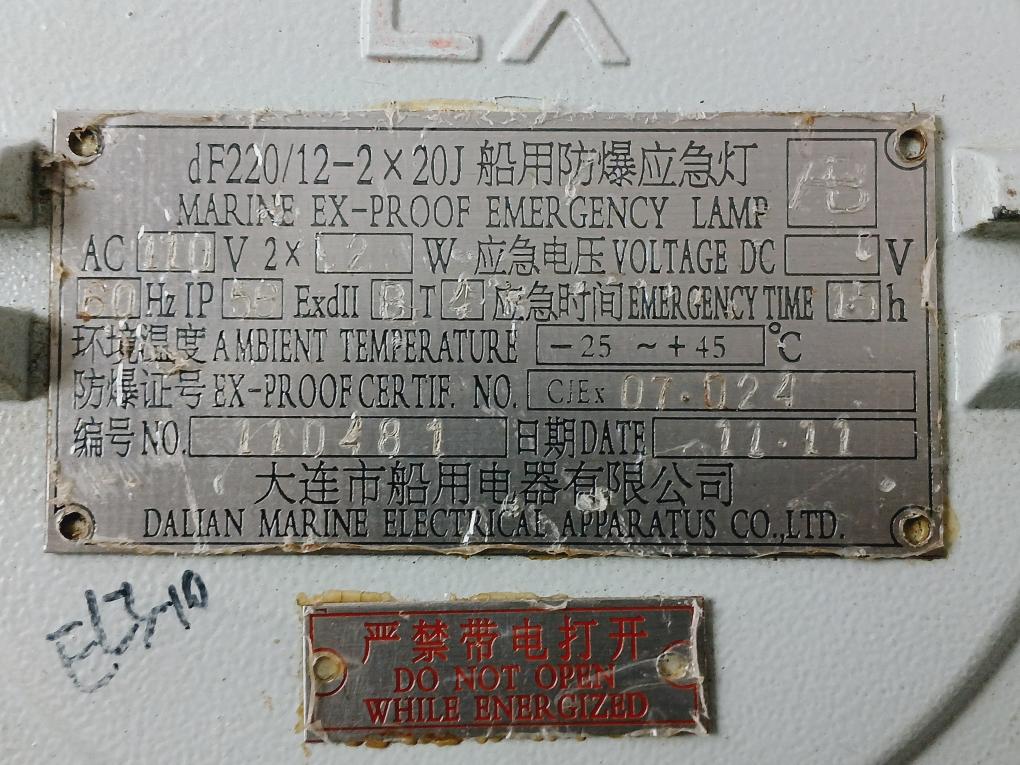 EX
dF220/12-2×20J 船用防爆应急灯
MARINE EX-PROOF EMERGENCY LAMP
AC 110 V 2× W 应急电压 VOLTAGE DC V
60 Hz IP 56 ExdII B T 4 应急时间 EMERGENCY TIME h
环境湿度 AMBIENT TEMPERATURE -25 ~ +45 ℃
防爆证号 EX-PROOF CERTIF. NO. CJEx 07·024
编号 NO. 110481 日期 DATE 11·11
大连市船用电器有限公司
DALIAN MARINE ELECTRICAL APPARATUS CO.,LTD.
严禁带电打开
DO NOT OPEN
WHILE ENERGIZED